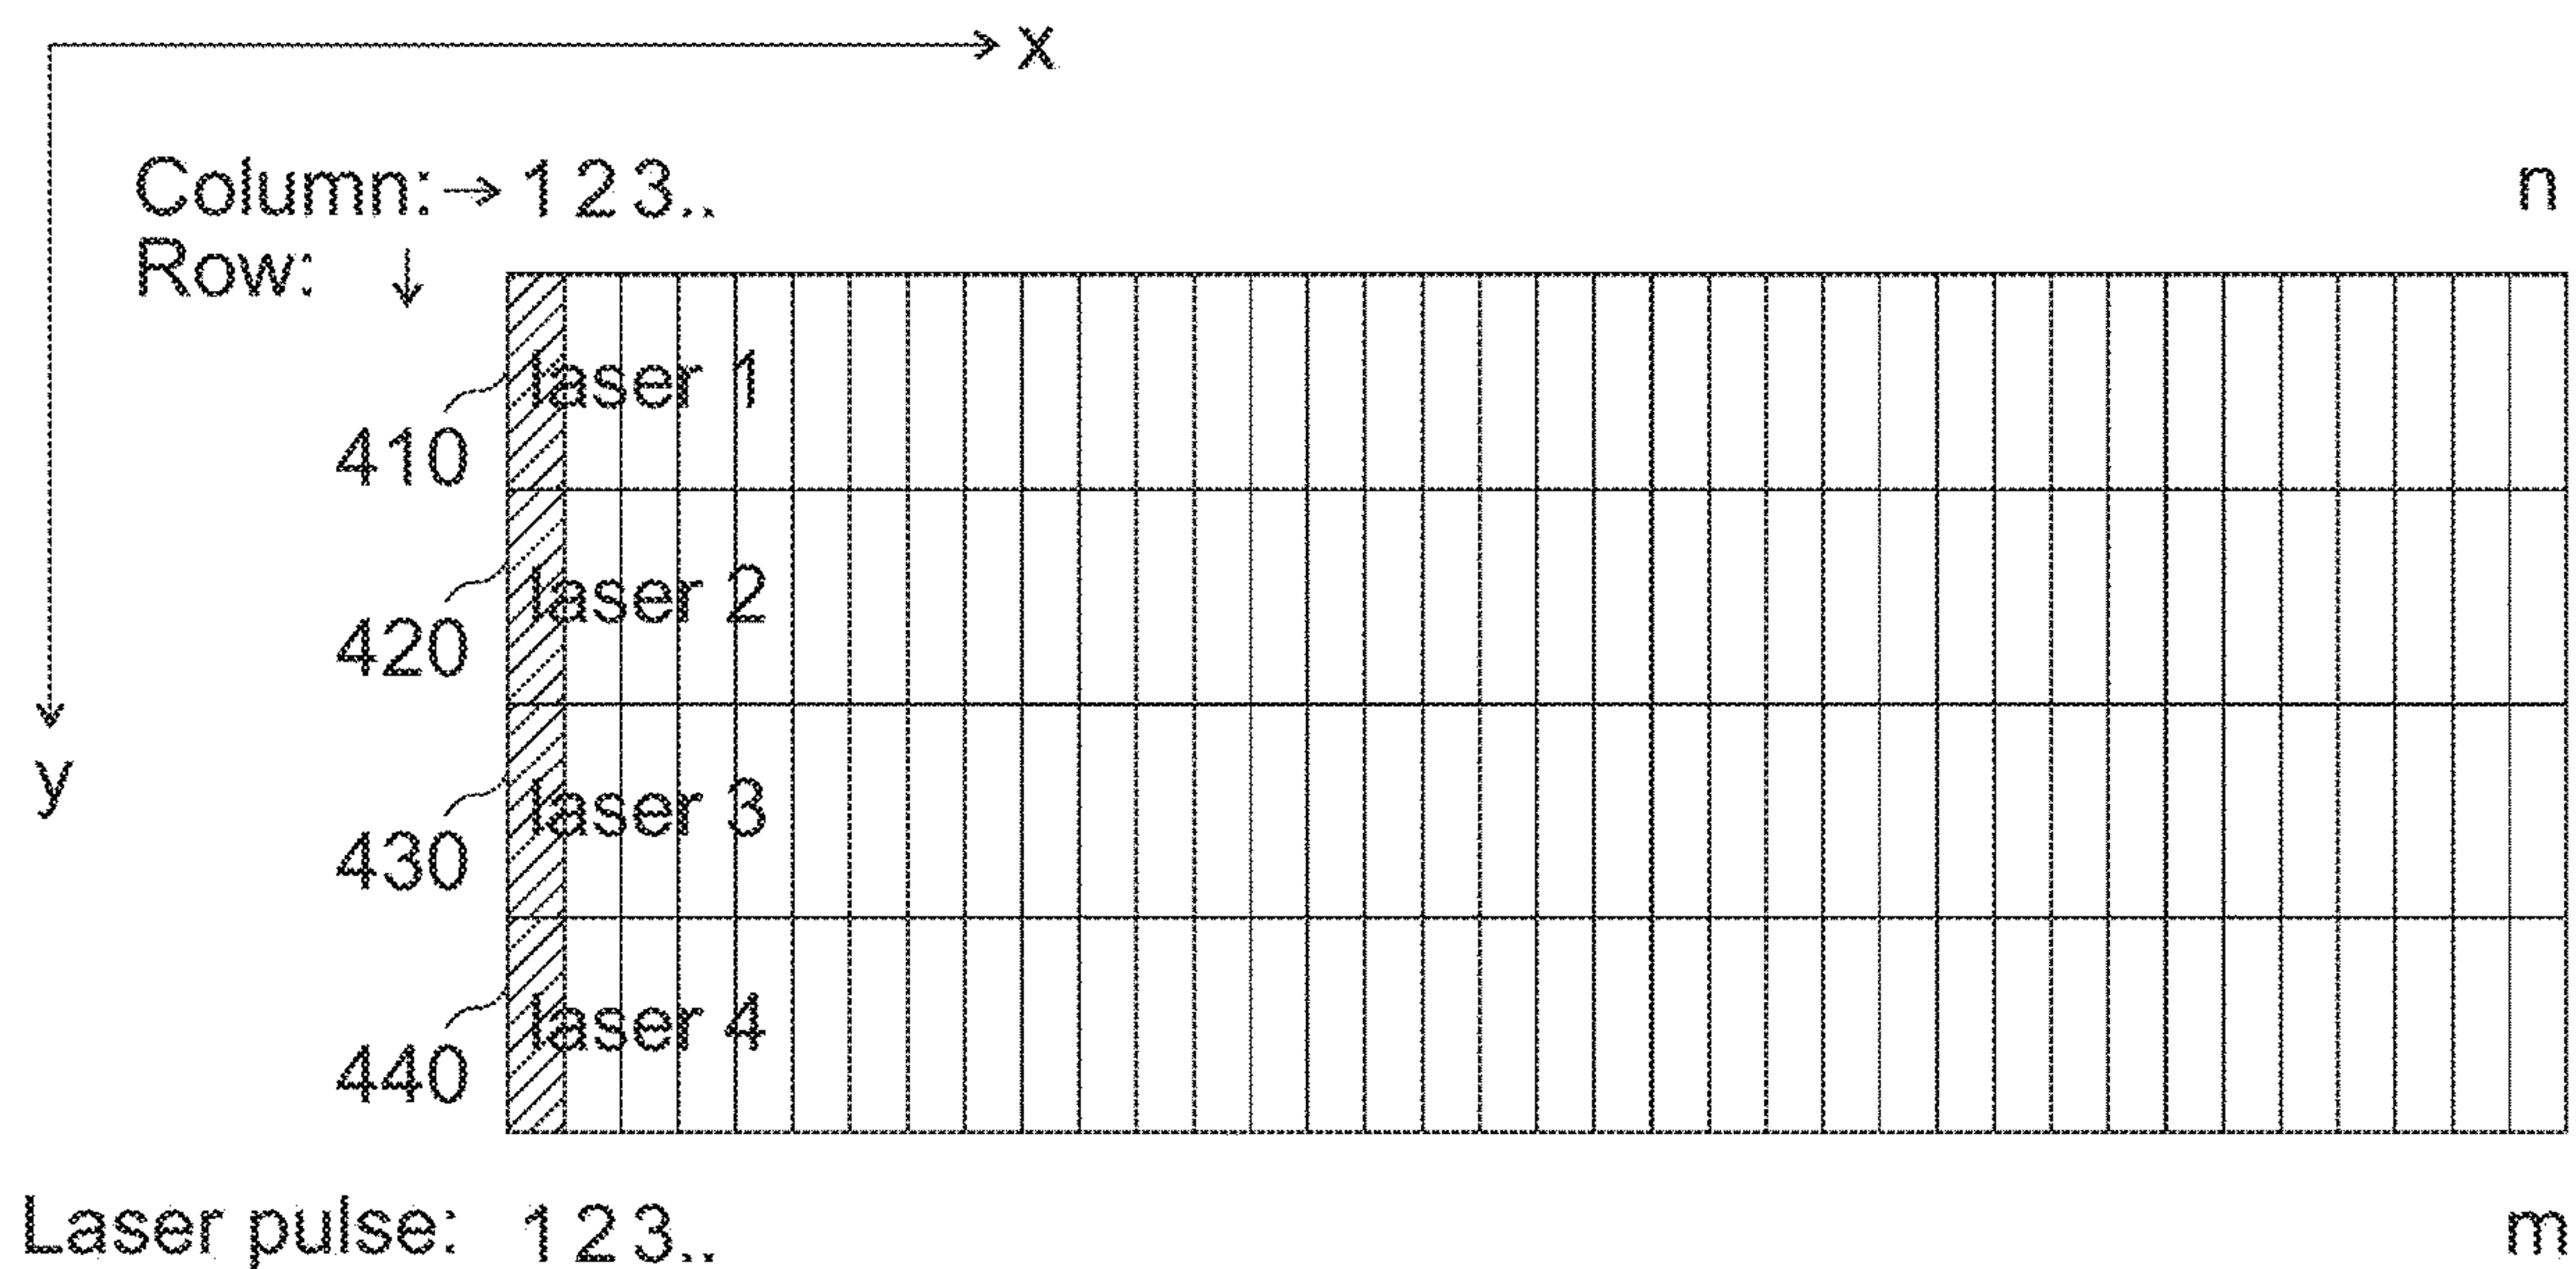 x
Column: → 1 2 3.. n
Row: ↓
laser 1
410
laser 2
420
y
laser 3
430
laser 4
440
Laser pulse: 1 2 3.. m